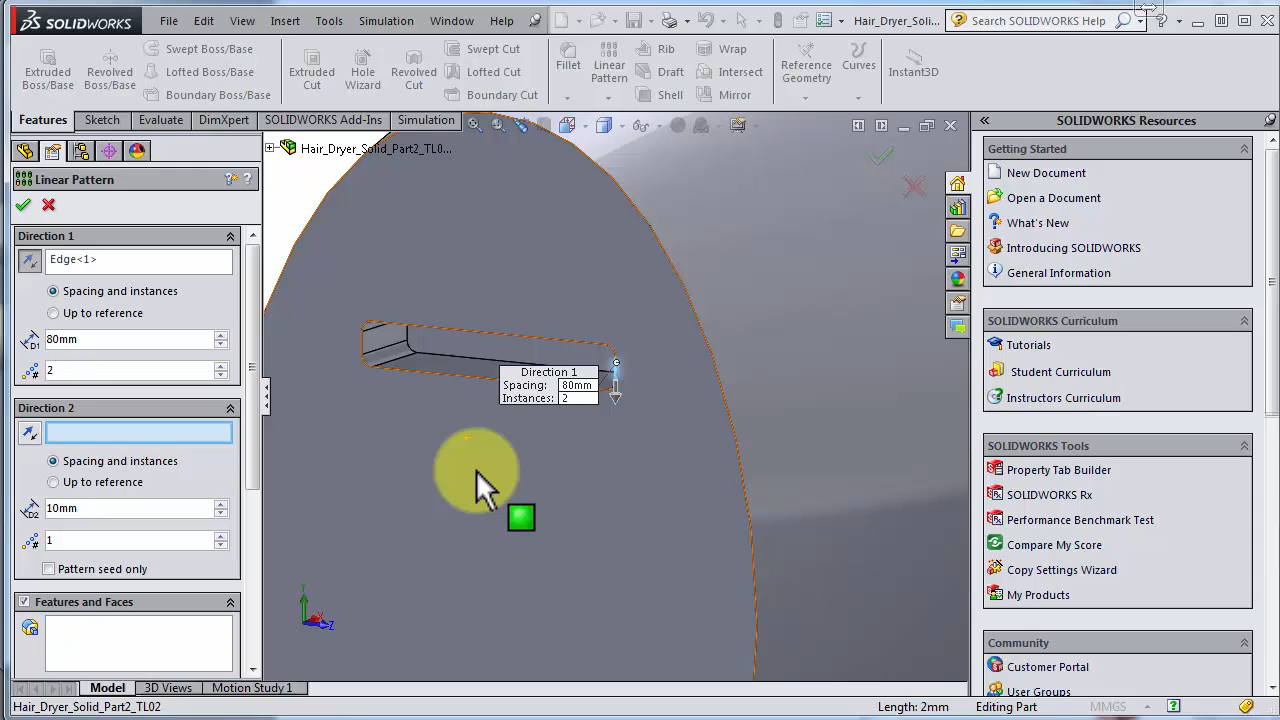 SOLIDWORKS File Edit View Insert Tools Simulation Window Help Hair_Dryer_Soli... Search SOLIDWORKS Help
Extruded Boss/Base
Revolved Boss/Base
Swept Boss/Base
Lofted Boss/Base
Boundary Boss/Base
Extruded Cut
Hole Wizard
Revolved Cut
Swept Cut
Lofted Cut
Boundary Cut
Fillet
Linear Pattern
Rib
Draft
Shell
Wrap
Intersect
Mirror
Reference Geometry
Curves
Instant3D
Features Sketch Evaluate DimXpert SOLIDWORKS Add-Ins Simulation
Hair_Dryer_Solid_Part2_TL0...
Linear Pattern
Direction 1
Edge<1>
Spacing and instances
Up to reference
D1 80mm
# 2
Direction 2
Spacing and instances
Up to reference
D2 10mm
# 1
Pattern seed only
Features and Faces
Direction 1
Spacing: 80mm
Instances: 2
Y
X
Z
SOLIDWORKS Resources
Getting Started
New Document
Open a Document
What's New
Introducing SOLIDWORKS
General Information
SOLIDWORKS Curriculum
Tutorials
Student Curriculum
Instructors Curriculum
SOLIDWORKS Tools
Property Tab Builder
SOLIDWORKS Rx
Performance Benchmark Test
Compare My Score
Copy Settings Wizard
My Products
Community
Customer Portal
User Groups
Model 3D Views Motion Study 1
Hair_Dryer_Solid_Part2_TL02 Length: 2mm Editing Part MMGS